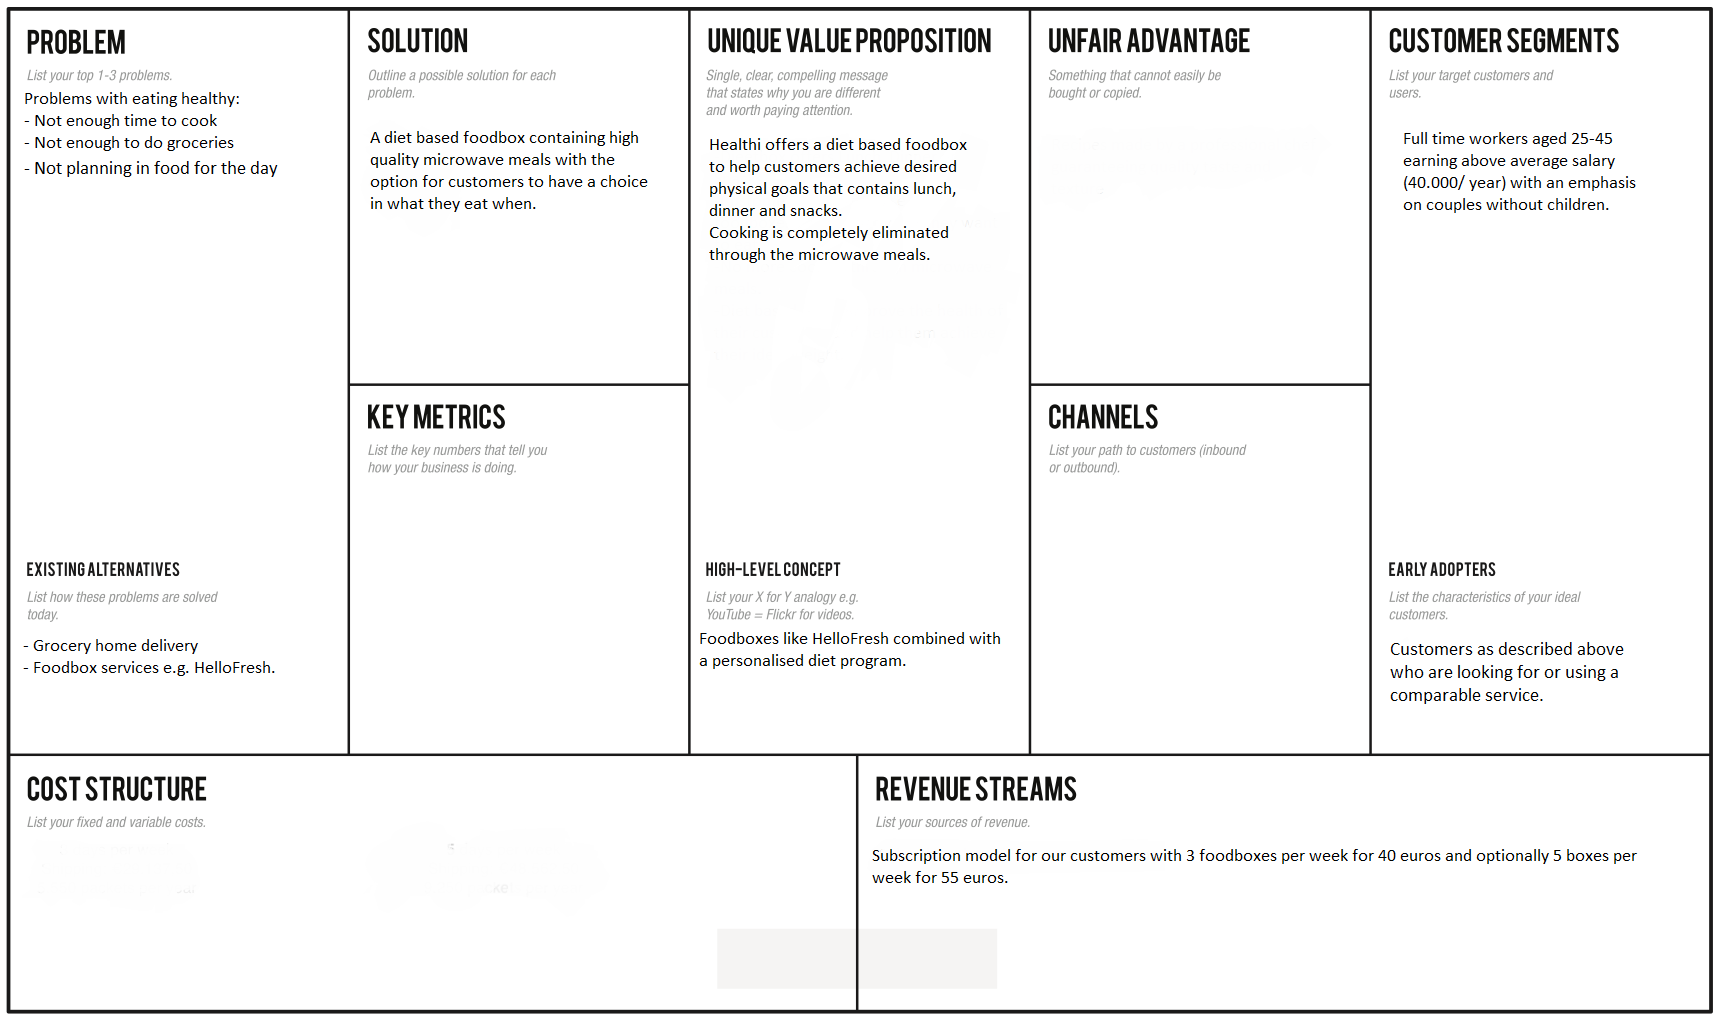 PROBLEM
List your top 1-3 problems.
Problems with eating healthy:
- Not enough time to cook
- Not enough to do groceries
- Not planning in food for the day
EXISTING ALTERNATIVES
List how these problems are solved
today.
- Grocery home delivery
- Foodbox services e.g. HelloFresh.
SOLUTION
Outline a possible solution for each
problem.
A diet based foodbox containing high
quality microwave meals with the
option for customers to have a choice
in what they eat when.
KEY METRICS
List the key numbers that tell you
how your business is doing.
UNIQUE VALUE PROPOSITION
Single, clear, compelling message
that states why you are different
and worth paying attention.
Healthi offers a diet based foodbox
to help customers achieve desired
physical goals that contains lunch,
dinner and snacks.
Cooking is completely eliminated
through the microwave meals.
HIGH-LEVEL CONCEPT
List your X for Y analogy e.g.
YouTube = Flickr for videos.
Foodboxes like HelloFresh combined with
a personalised diet program.
UNFAIR ADVANTAGE
Something that cannot easily be
bought or copied.
CHANNELS
List your path to customers (inbound
or outbound).
CUSTOMER SEGMENTS
List your target customers and
users.
Full time workers aged 25-45
earning above average salary
(40.000/ year) with an emphasis
on couples without children.
EARLY ADOPTERS
List the characteristics of your ideal
customers.
Customers as described above
who are looking for or using a
comparable service.
COST STRUCTURE
List your fixed and variable costs.
REVENUE STREAMS
List your sources of revenue.
Subscription model for our customers with 3 foodboxes per week for 40 euros and optionally 5 boxes per
week for 55 euros.